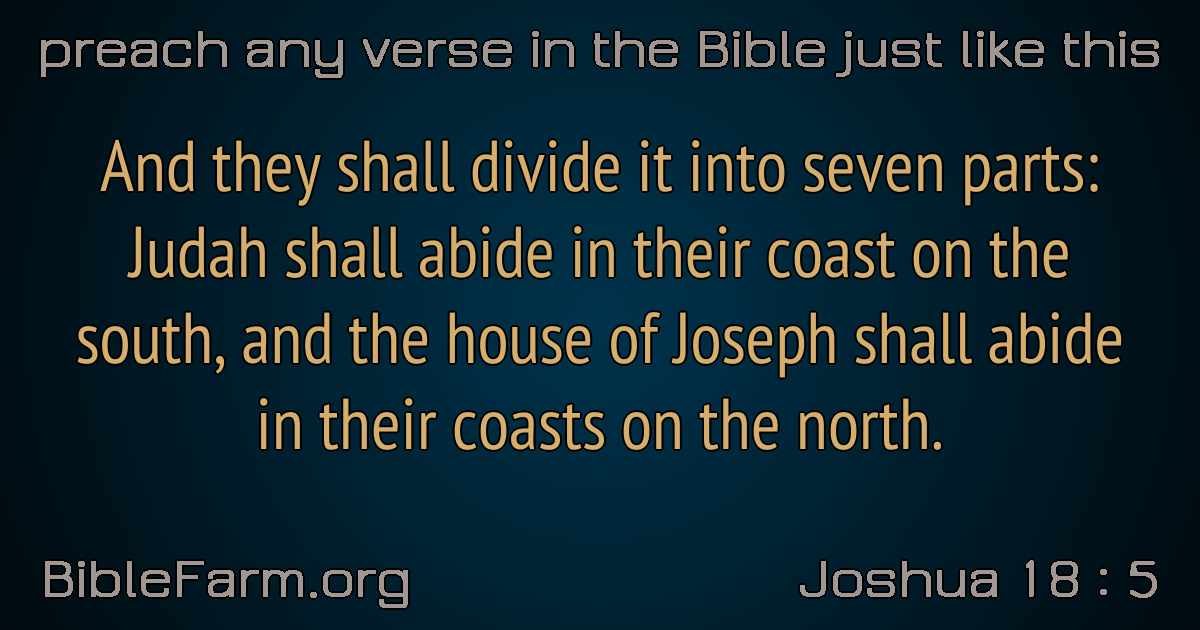 preach any verse in the Bible just like this
And they shall divide it into seven parts:
Judah shall abide in their coast on the
south, and the house of Joseph shall abide
in their coasts on the north.
BibleFarm.org
Joshua 18 : 5